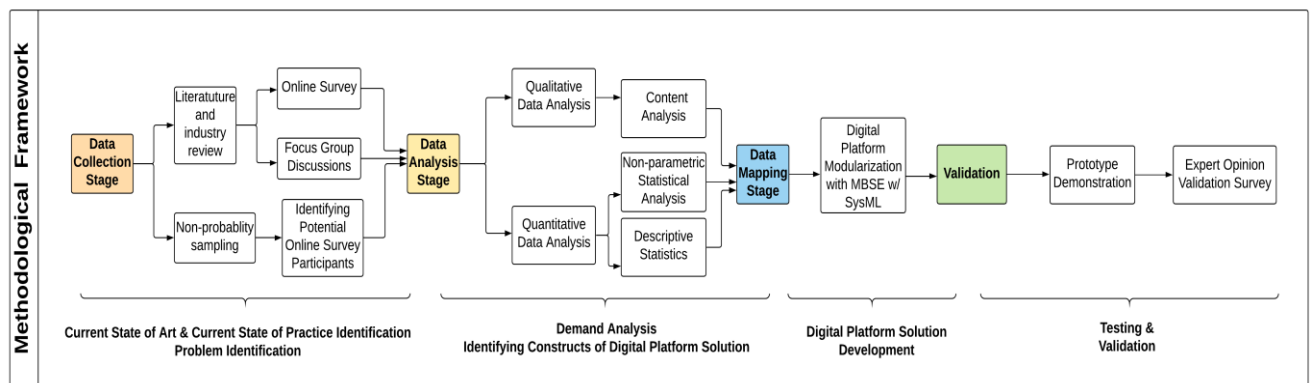 Methodological Framework
Data
Collection
Stage
Literatuture
and
industry
review
Non-probablity
sampling
Online Survey
Focus Group
Discussions
Identifying
Potential
Online Survey
Participants
Data
Analysis
Stage
Qualitative
Data Analysis
Quantitative
Data Analysis
Content
Analysis
Non-parametric
Statistical
Analysis
Descriptive
Statistics
Data
Mapping
Stage
Digital
Platform
Modularization
with MBSE w/
SysML
Validation
Prototype
Demonstration
Expert Opinion
Validation Survey
Current State of Art & Current State of Practice Identification
Problem Identification
Demand Analysis
Identifying Constructs of Digital Platform Solution
Digital Platform Solution
Development
Testing &
Validation